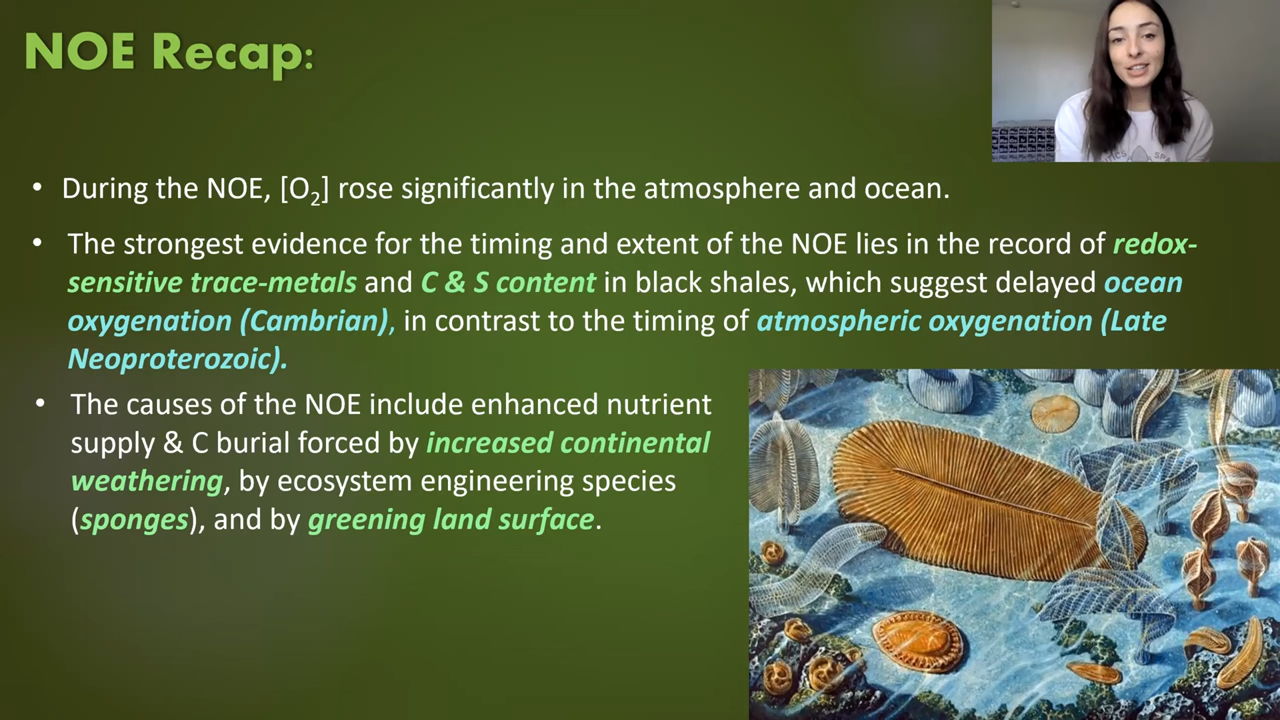 NOE Recap:
• During the NOE, [O₂] rose significantly in the atmosphere and ocean.
• The strongest evidence for the timing and extent of the NOE lies in the record of redox-
sensitive trace-metals and C & S content in black shales, which suggest delayed ocean
oxygenation (Cambrian), in contrast to the timing of atmospheric oxygenation (Late
Neoproterozoic).
• The causes of the NOE include enhanced nutrient
supply & C burial forced by increased continental
weathering, by ecosystem engineering species
(sponges), and by greening land surface.